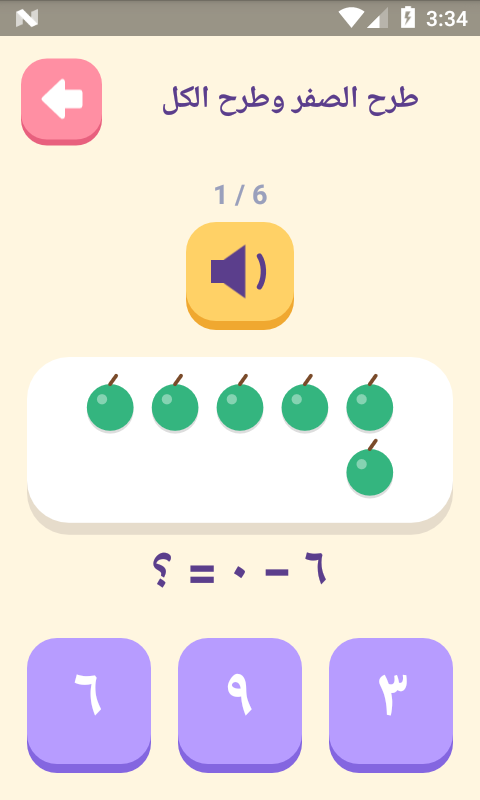 3:34
طرح الصفر وطرح الكل
1 / 6
٦ − ٠ = ؟
٣
٩
٦